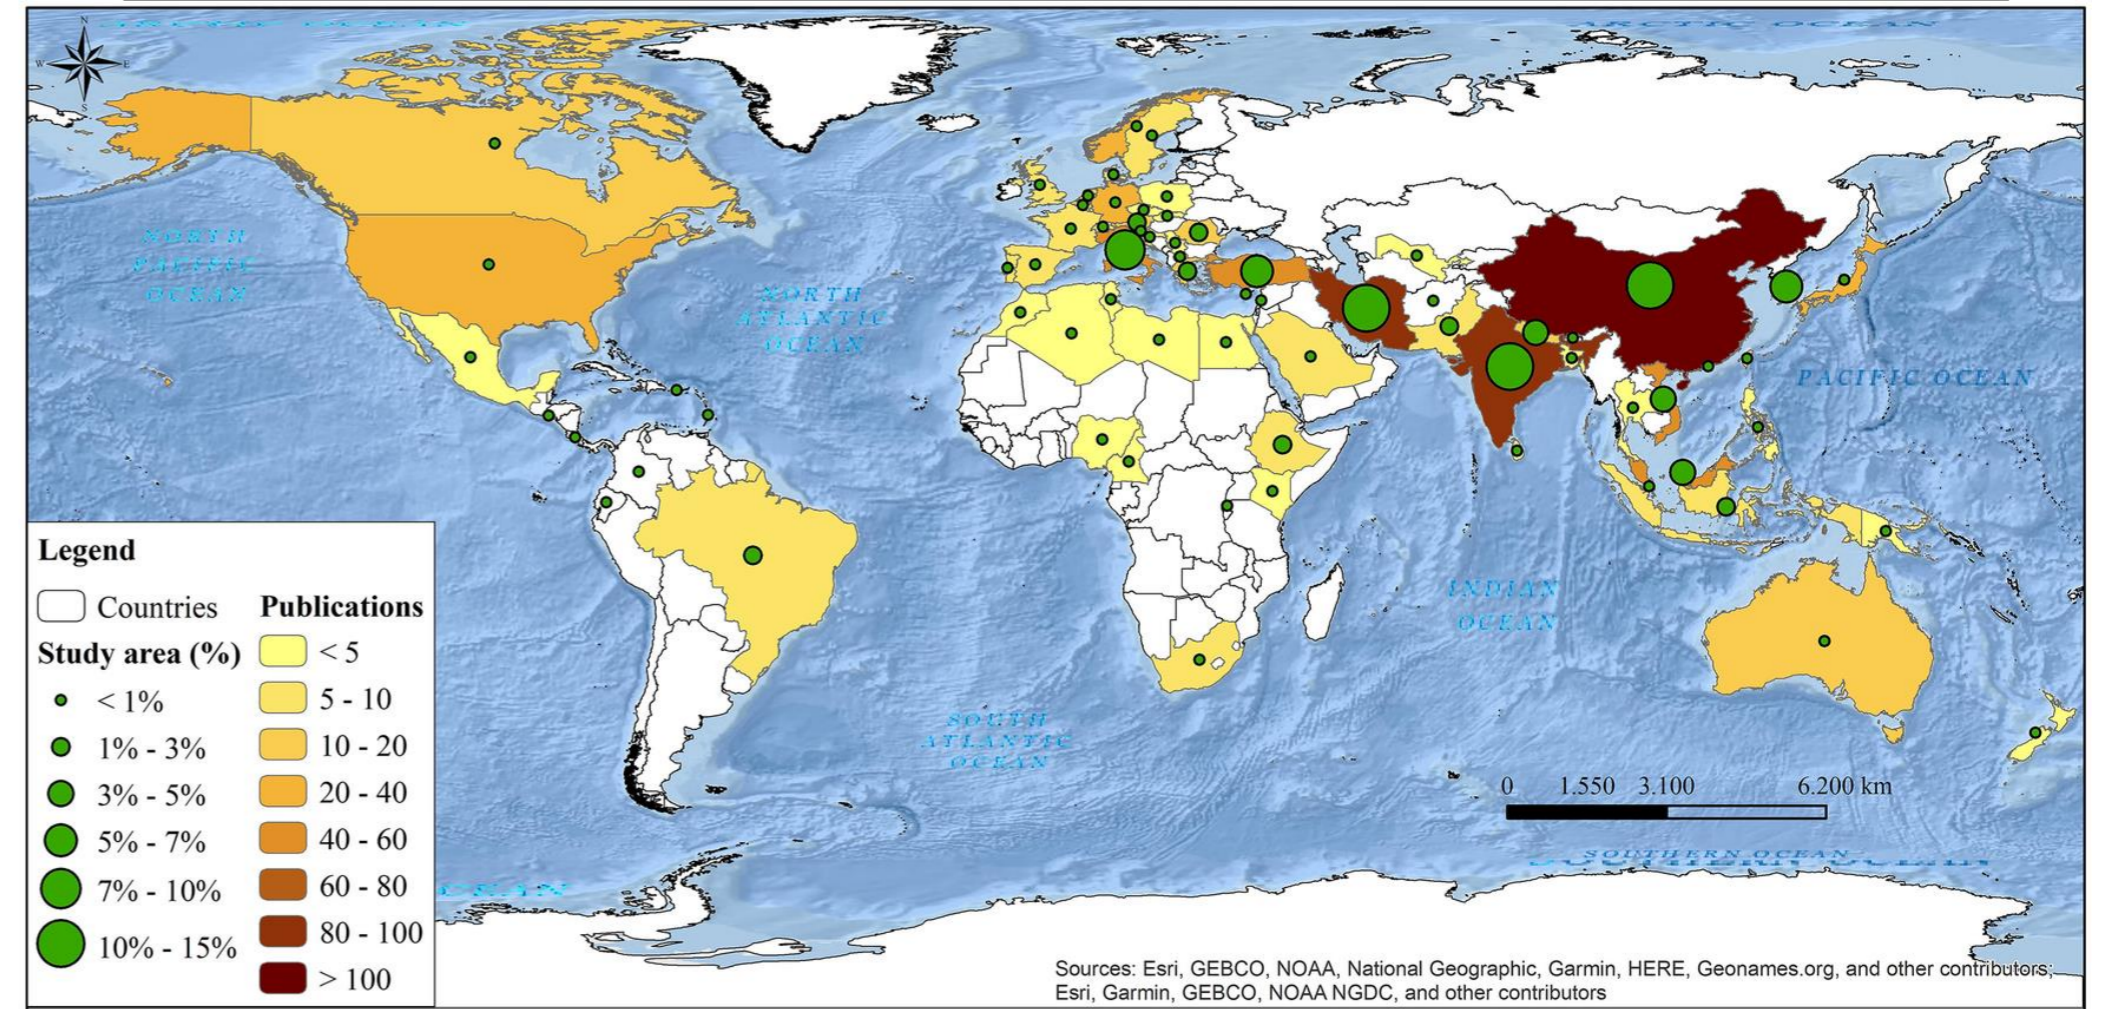 ARCTIC OCEAN
N
W E
S
NORTH
PACIFIC
OCEAN
NORTH
ATLANTIC
OCEAN
PACIFIC OCEAN
INDIAN
OCEAN
SOUTH
ATLANTIC
OCEAN
SOUTHERN OCEAN
Legend
Countries
Publications
Study area (%)
< 5
< 1%
5 - 10
1% - 3%
10 - 20
3% - 5%
20 - 40
5% - 7%
40 - 60
7% - 10%
60 - 80
10% - 15%
80 - 100
> 100
0 1.550 3.100 6.200 km
Sources: Esri, GEBCO, NOAA, National Geographic, Garmin, HERE, Geonames.org, and other contributors;
Esri, Garmin, GEBCO, NOAA NGDC, and other contributors